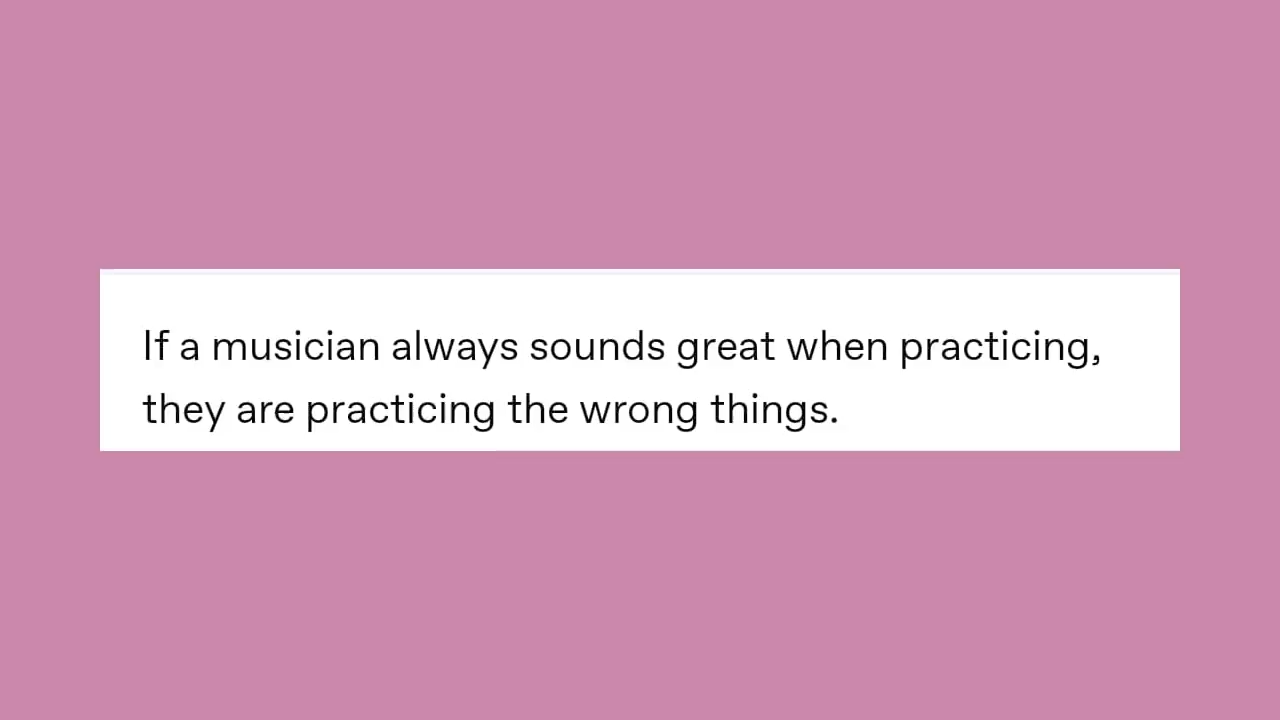 If a musician always sounds great when practicing,
they are practicing the wrong things.